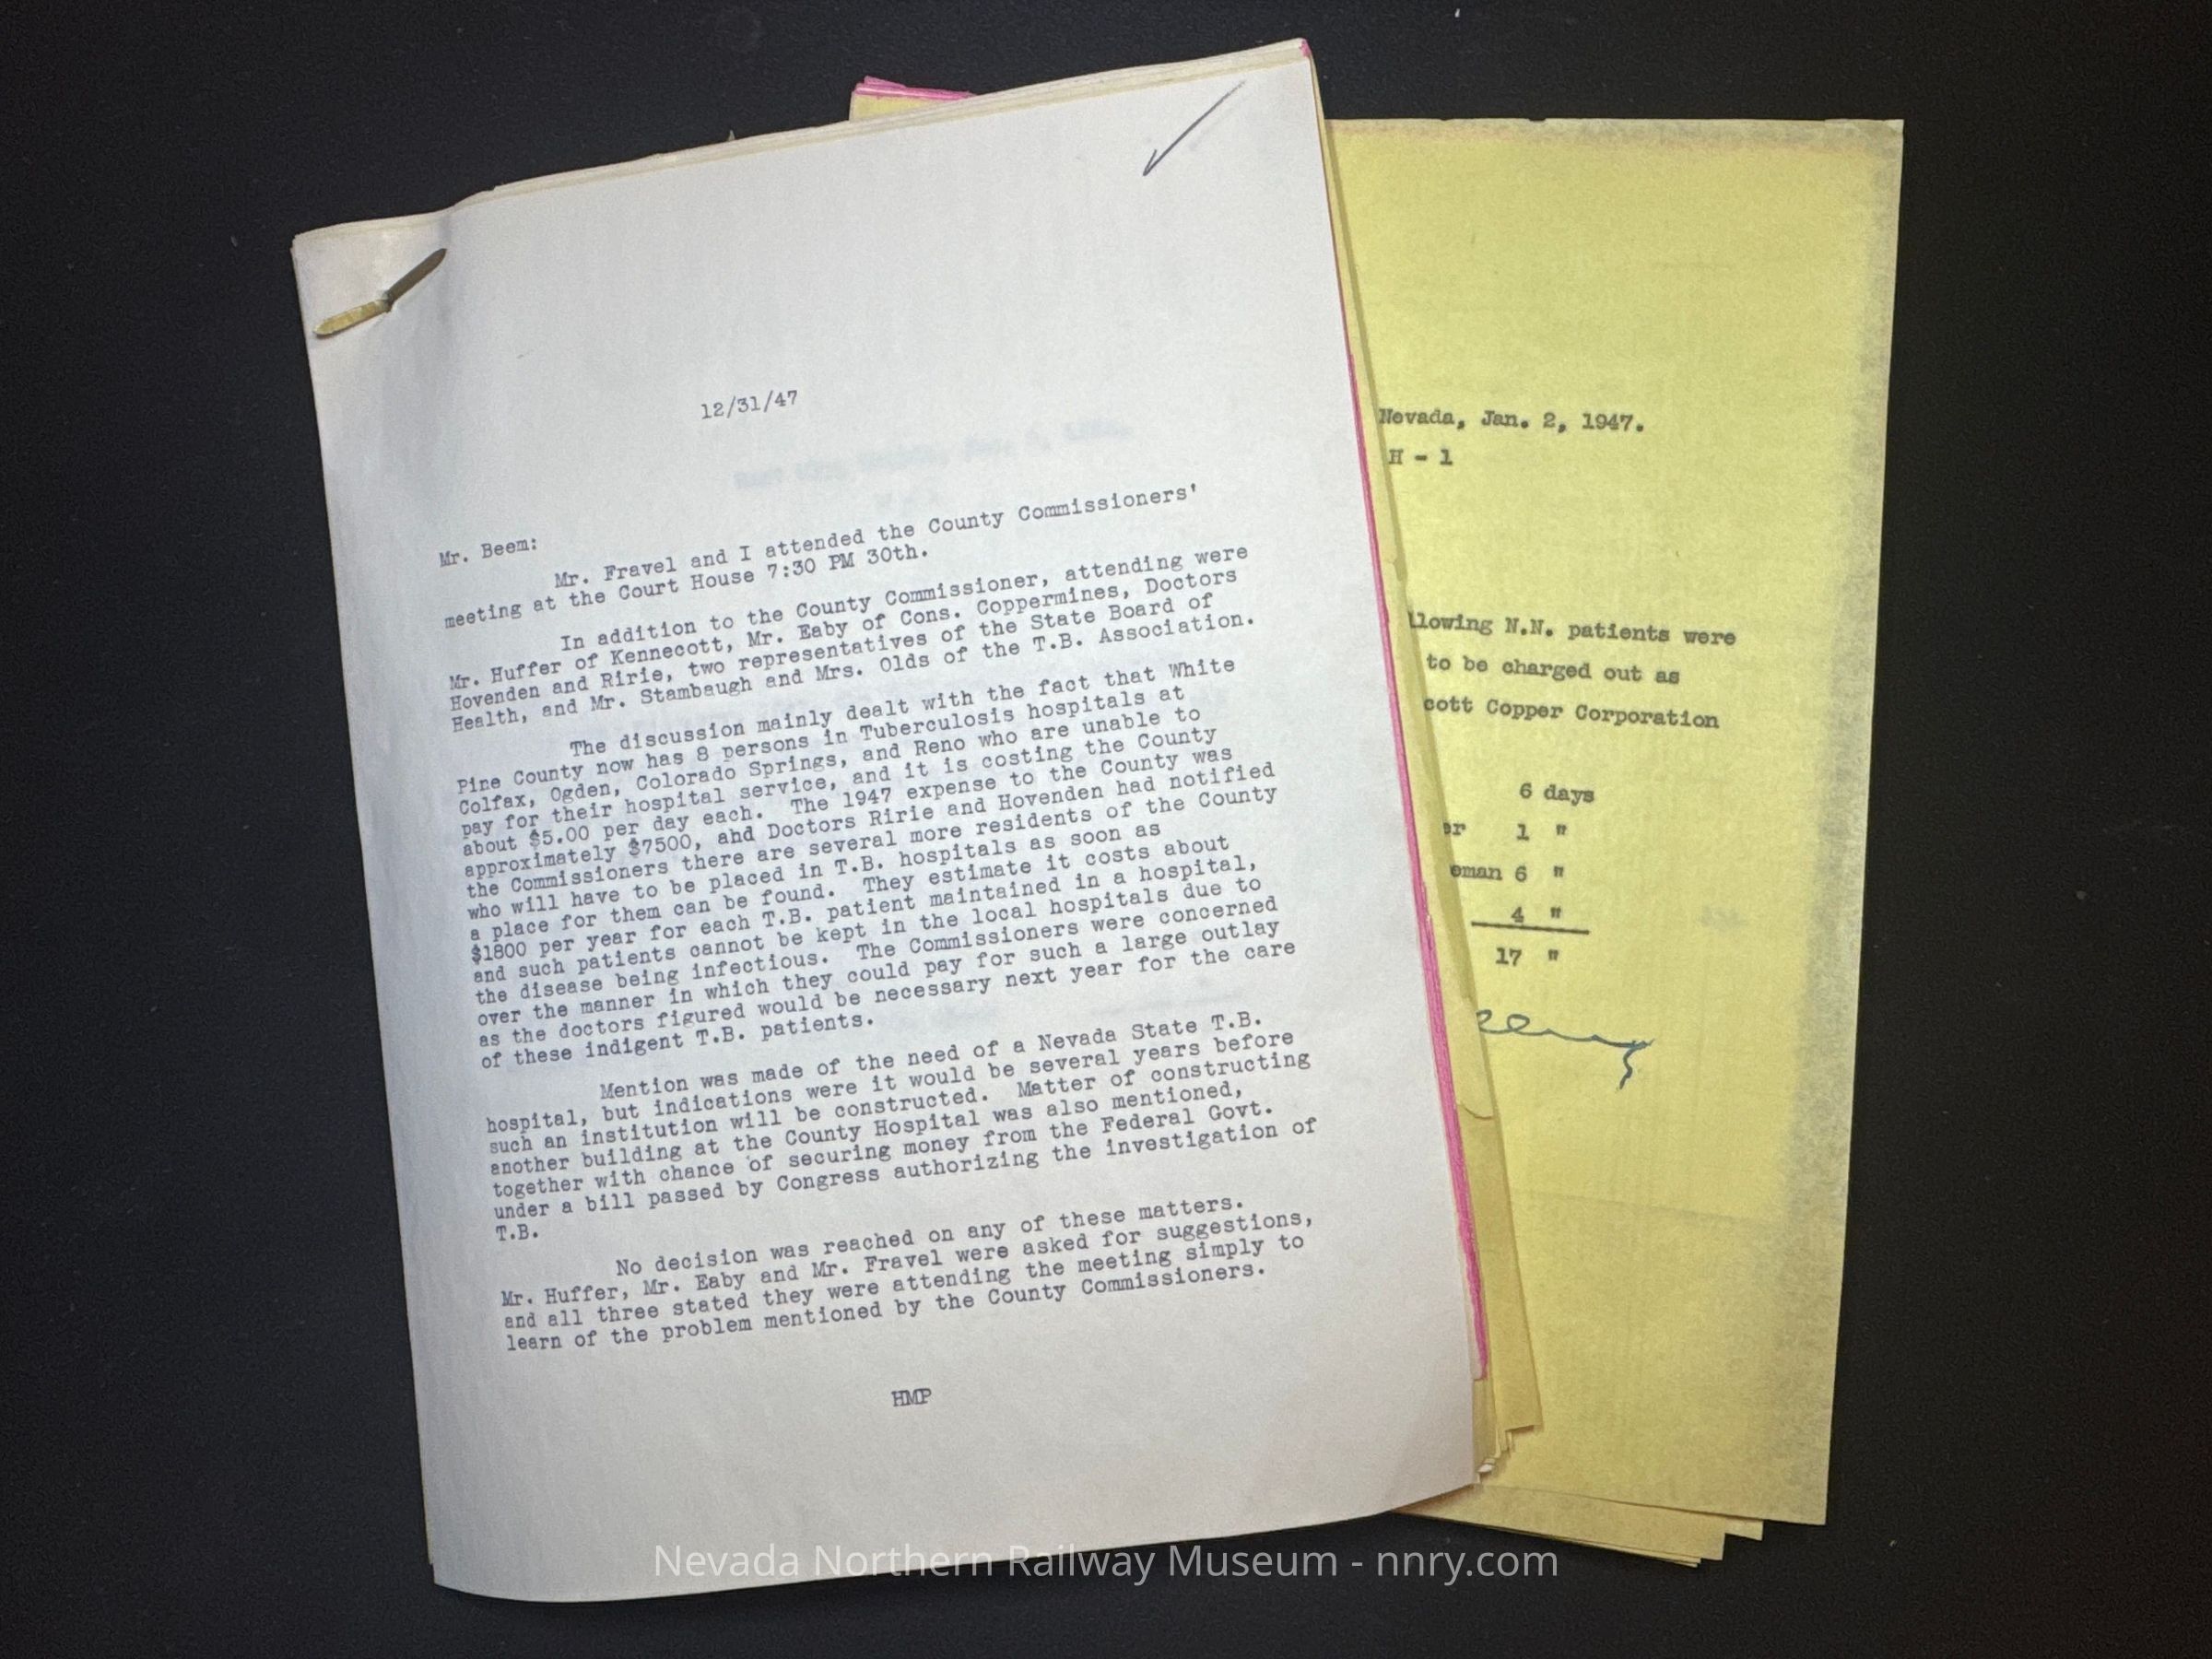 12/31/47
Mr. Beem:
Mr. Fravel and I attended the County Commissioners'
meeting at the Court House 7:30 PM 30th.
In addition to the County Commissioner, attending were
Mr. Huffer of Kennecott, Mr. Eaby of Cons. Coppermines, Doctors
Hovenden and Ririe, two representatives of the State Board of
Health, and Mr. Stambaugh and Mrs. Olds of the T.B. Association.
The discussion mainly dealt with the fact that White
Pine County now has 8 persons in Tuberculosis hospitals at
Colfax, Ogden, Colorado Springs, and Reno who are unable to
pay for their hospital service, and it is costing the County
about $5.00 per day each. The 1947 expense to the County was
approximately $7500, ahd Doctors Ririe and Hovenden had notified
the Commissioners there are several more residents of the County
who will have to be placed in T.B. hospitals as soon as
a place for them can be found. They estimate it costs about
$1800 per year for each T.B. patient maintained in a hospital,
and such patients cannot be kept in the local hospitals due to
the disease being infectious. The Commissioners were concerned
over the manner in which they could pay for such a large outlay
as the doctors figured would be necessary next year for the care
of these indigent T.B. patients.
Mention was made of the need of a Nevada State T.B.
hospital, but indications were it would be several years before
such an institution will be constructed. Matter of constructing
another building at the County Hospital was also mentioned,
together with chance of securing money from the Federal Govt.
under a bill passed by Congress authorizing the investigation of
T.B.
No decision was reached on any of these matters.
Mr. Huffer, Mr. Eaby and Mr. Fravel were asked for suggestions,
and all three stated they were attending the meeting simply to
learn of the problem mentioned by the County Commissioners.
HMP
Nevada, Jan. 2, 1947.
H - 1
llowing N.N. patients were
to be charged out as
cott Copper Corporation
6 days
er 1 "
eman 6 "
4 "
17 "
Nevada Northern Railway Museum - nnry.com